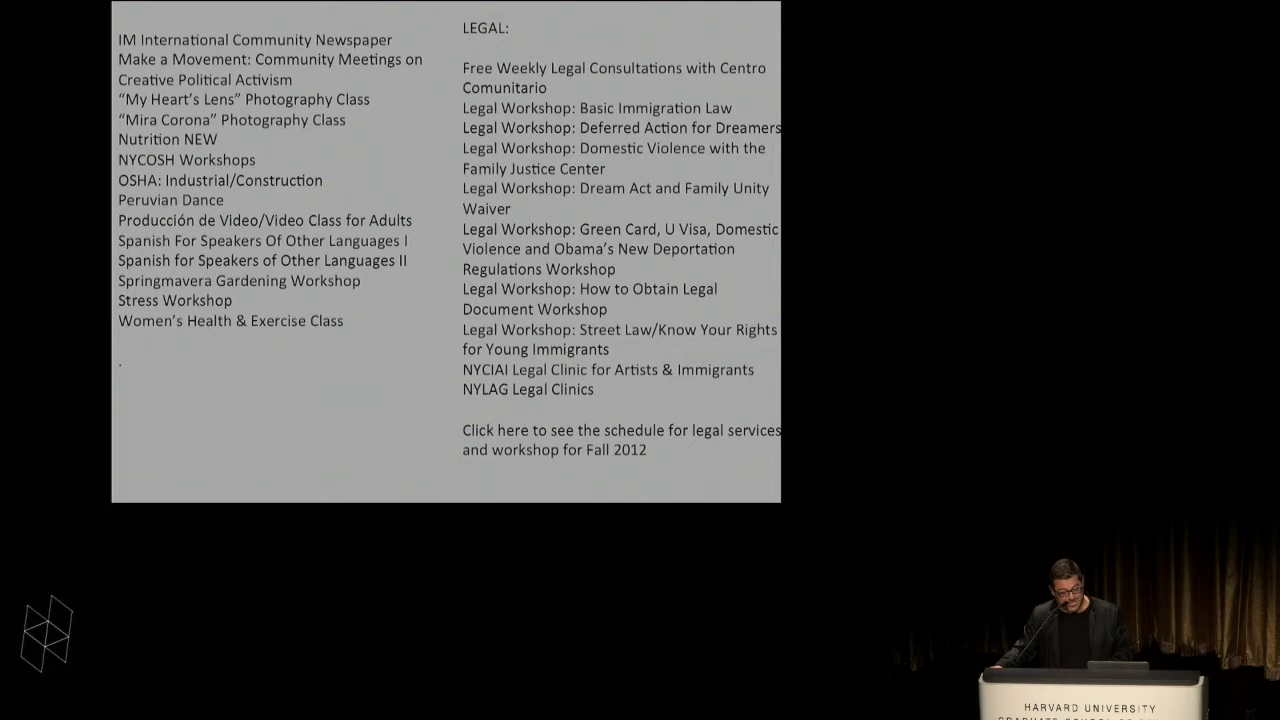 IM International Community Newspaper
Make a Movement: Community Meetings on
Creative Political Activism
“My Heart’s Lens” Photography Class
“Mira Corona” Photography Class
Nutrition NEW
NYCOSH Workshops
OSHA: Industrial/Construction
Peruvian Dance
Producción de Video/Video Class for Adults
Spanish For Speakers Of Other Languages I
Spanish for Speakers of Other Languages II
Springmavera Gardening Workshop
Stress Workshop
Women’s Health & Exercise Class
.
LEGAL:
Free Weekly Legal Consultations with Centro
Comunitario
Legal Workshop: Basic Immigration Law
Legal Workshop: Deferred Action for Dreamers
Legal Workshop: Domestic Violence with the
Family Justice Center
Legal Workshop: Dream Act and Family Unity
Waiver
Legal Workshop: Green Card, U Visa, Domestic
Violence and Obama’s New Deportation
Regulations Workshop
Legal Workshop: How to Obtain Legal
Document Workshop
Legal Workshop: Street Law/Know Your Rights
for Young Immigrants
NYCIAI Legal Clinic for Artists & Immigrants
NYLAG Legal Clinics
Click here to see the schedule for legal services
and workshop for Fall 2012
HARVARD UNIVERSITY
GRADUATE SCHOOL OF